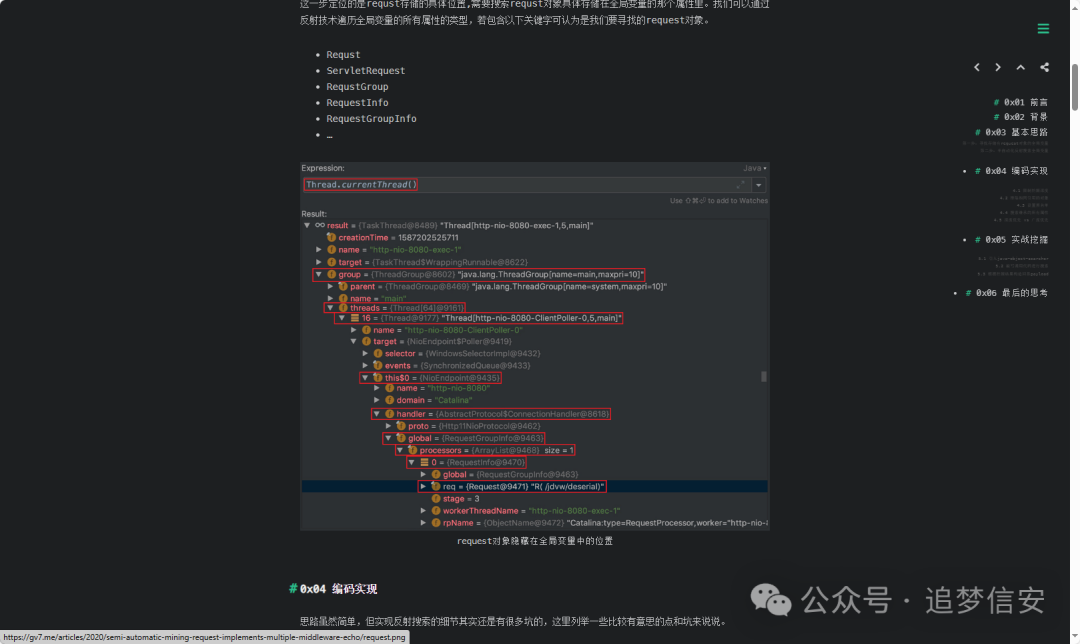 这一步定位的是requst存储的具体位置,需要搜索requst对象具体存储在全局变量的那个属性里。我们可以通过
反射技术遍历全局变量的所有属性的类型，若包含以下关键字可认为是我们要寻找的request对象。
Requst
ServletRequest
RequstGroup
RequestInfo
RequestGroupInfo
…
# 0x01 前言
# 0x02 背景
# 0x03 基本思路
# 0x04 编码实现
# 0x05 实战挖掘
# 0x06 最后的思考
Expression:
Java
Thread.currentThread()
to add to Watches
Result:
result = {TaskThread@8489} "Thread[http-nio-8080-exec-1,5,main]"
creationTime = 1587202525711
name = "http-nio-8080-exec-1"
target = {TaskThread$WrappingRunnable@8622}
group = {ThreadGroup@8602} "java.lang.ThreadGroup[name=main,maxpri=10]"
parent = {ThreadGroup@8469} "java.lang.ThreadGroup[name=system,maxpri=10]"
name = "main"
threads = {Thread[64]@9161}
16 = {Thread@9177} "Thread[http-nio-8080-ClientPoller-0,5,main]"
name = "http-nio-8080-ClientPoller-0"
target = {NioEndpoint$Poller@9419}
selector = {WindowsSelectorImpl@9432}
events = {SynchronizedQueue@9433}
this$0 = {NioEndpoint@9435}
name = "http-nio-8080"
domain = "Catalina"
handler = {AbstractProtocol$ConnectionHandler@8618}
proto = {Http11NioProtocol@9462}
global = {RequestGroupInfo@9463}
processors = {ArrayList@9468} size = 1
0 = {RequestInfo@9470}
global = {RequestGroupInfo@9463}
req = {Request@9471} "R( /jdvw/deserial)"
stage = 3
workerThreadName = "http-nio-8080-exec-1"
rpName = {ObjectName@9472} "Catalina:type=RequestProcessor,worker="http-nio-8
request对象隐藏在全局变量中的位置
#0x04 编码实现
思路虽然简单，但实现反射搜索的细节其实还是有很多坑的，这里列举一些比较有意思的点和坑来说说。
公众号 · 追梦信安
https://gv7.me/articles/2020/semi-automatic-mining-request-implements-multiple-middleware-echo/request.png